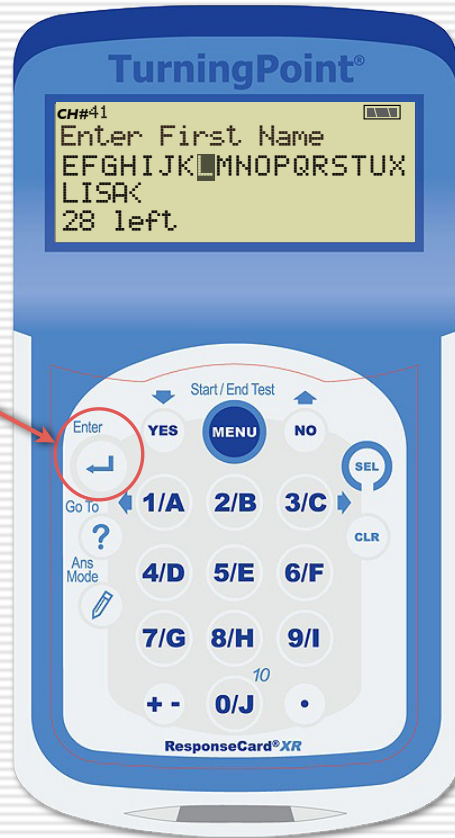 TurningPoint®
CH#41
Enter First Name
EFGHIJKLMNOPQRSTUX
LISA<
28 left
Start / End Test
Enter
YES
MENU
NO
SEL
Go To
1/A
2/B
3/C
?
CLR
Ans
Mode
4/D
5/E
6/F
7/G
8/H
9/I
10
+ -
0/J
•
ResponseCard®XR